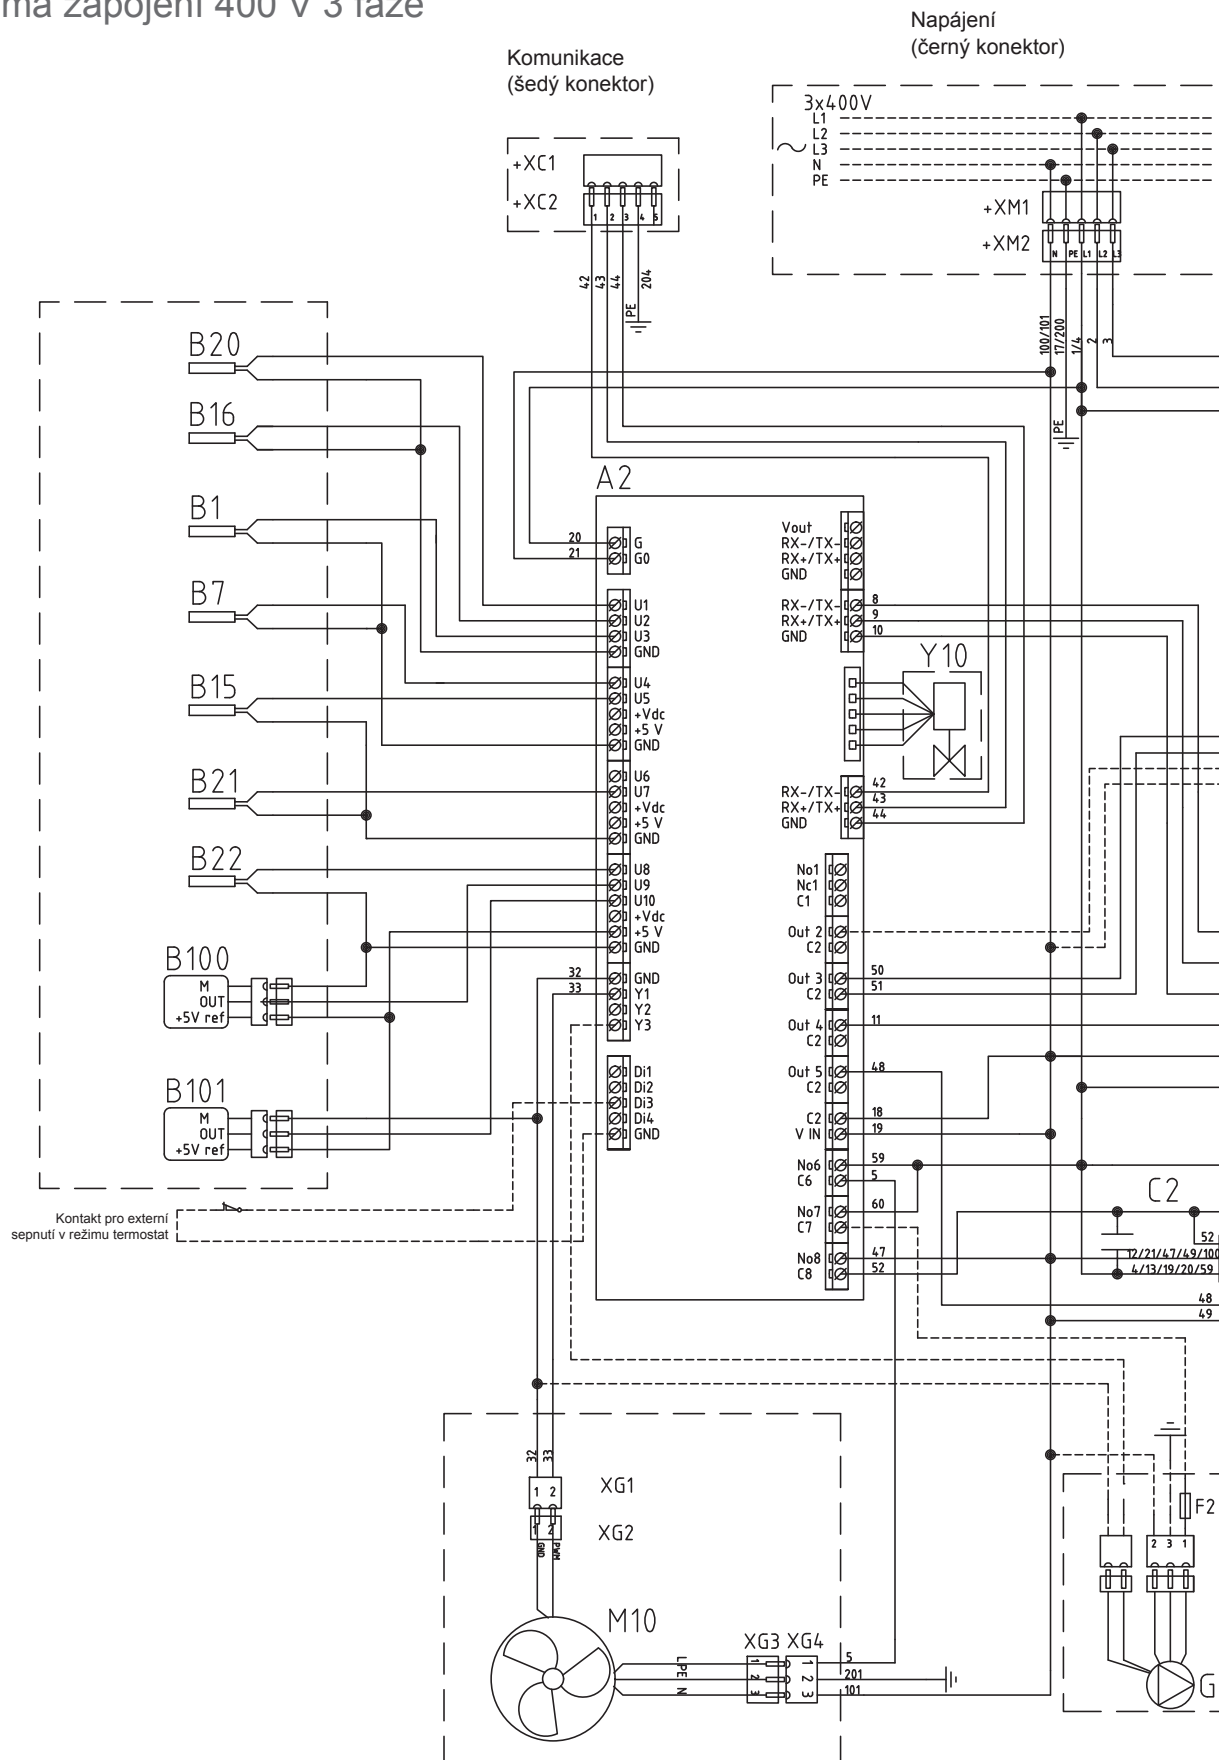 ma zapojení 400 V 3 fáze
Napájení
(černý konektor)
Komunikace
(šedý konektor)
3x400V
L1
L2
L3
N
PE
+XC1
+XC2
1 2 3 4 5
+XM1
+XM2
N PE L1 L2 L3
42 43 44 PE 204
100/101 17/200 1/4 2 3
PE
B20
B16
B1
B7
B15
B21
B22
B100
M
OUT
+5V ref
B101
M
OUT
+5V ref
Kontakt pro externí
sepnutí v režimu termostat
A2
20 G
21 G0
U1
U2
U3
GND
U4
U5
+Vdc
+5 V
GND
U6
U7
+Vdc
+5 V
GND
U8
U9
U10
+Vdc
+5 V
GND
32 GND
33 Y1
Y2
Y3
Di1
Di2
Di3
Di4
GND
Vout
RX-/TX-
RX+/TX+
GND
RX-/TX- 8
RX+/TX+ 9
GND 10
Y10
RX-/TX- 42
RX+/TX+ 43
GND 44
No1
Nc1
C1
Out 2
C2
Out 3 50
C2 51
Out 4 11
C2
Out 5 48
C2
C2 18
V IN 19
No6 59
C6 5
No7 60
C7
No8 47
C8 52
C2
52
12/21/47/49/100
4/13/19/20/59
48
49
32 33
1 2 XG1
1 2 XG2
GND PWM
M10
XG3 XG4
L PE N
1 2 3
1 2 3
5
201
101
F2
2 3 1
G